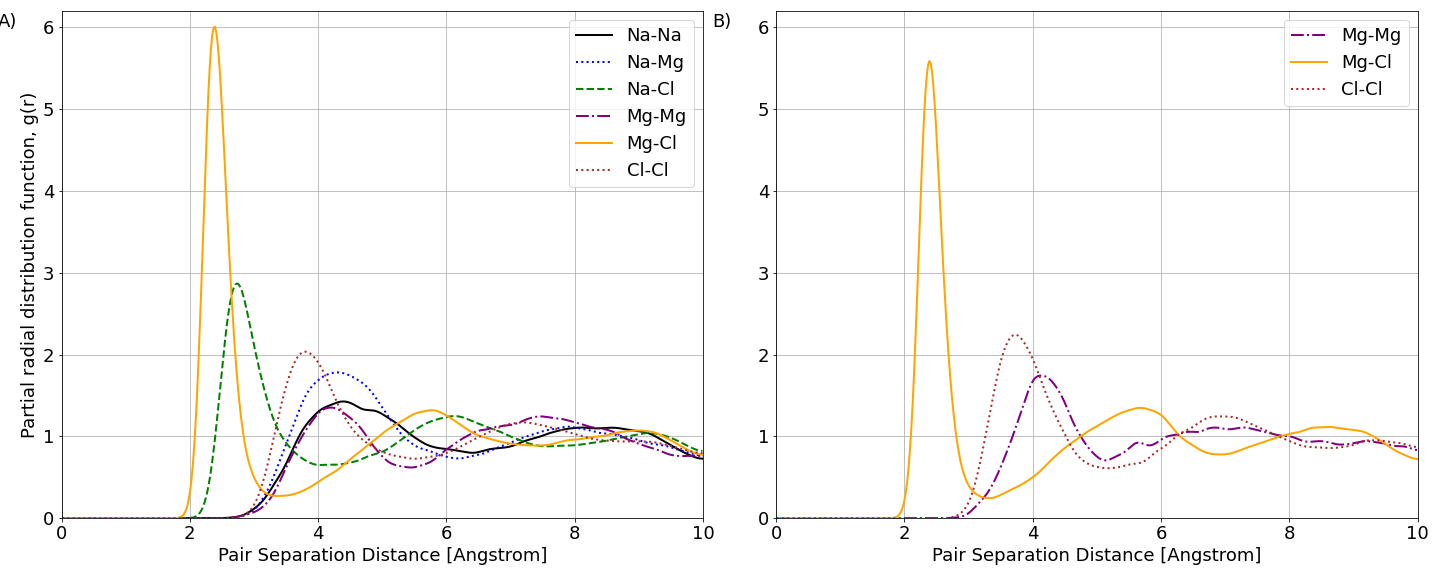 A)
Partial radial distribution function, g(r)
6
5
4
3
2
1
0
0 2 4 6 8 10
Pair Separation Distance [Angstrom]
Na-Na
Na-Mg
Na-Cl
Mg-Mg
Mg-Cl
Cl-Cl
B)
6
5
4
3
2
1
0
0 2 4 6 8 10
Pair Separation Distance [Angstrom]
Mg-Mg
Mg-Cl
Cl-Cl